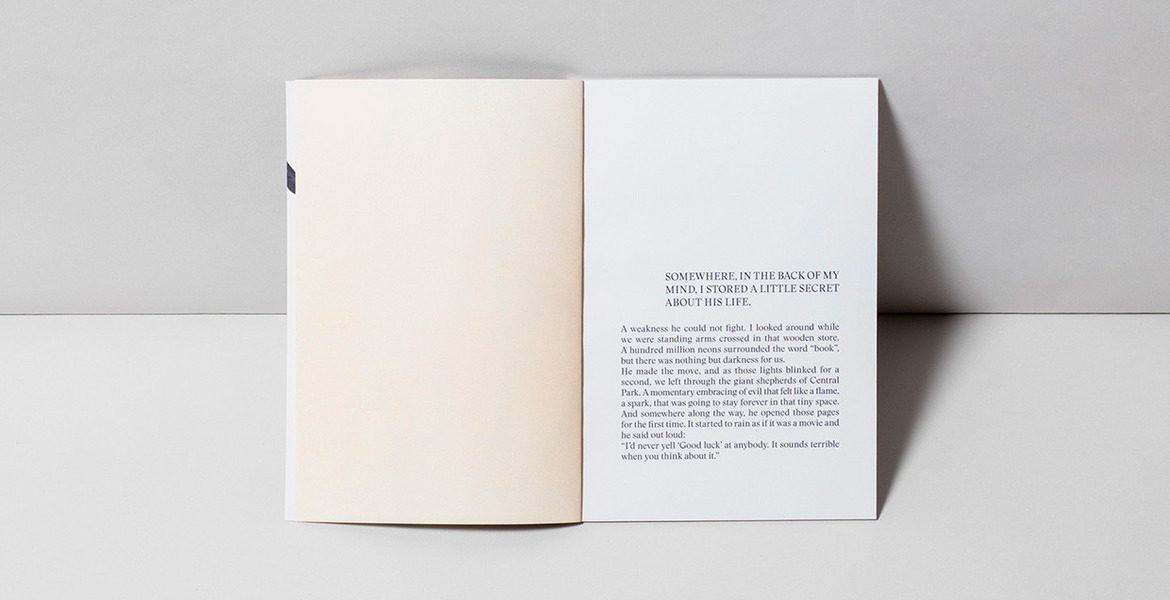 SOMEWHERE, IN THE BACK OF MY
MIND, I STORED A LITTLE SECRET
ABOUT HIS LIFE.
A weakness he could not fight. I looked around while
we were standing arms crossed in that wooden store.
A hundred million neons surrounded the word “book”,
but there was nothing but darkness for us.
He made the move, and as those lights blinked for a
second, we left through the giant shepherds of Central
Park. A momentary embracing of evil that felt like a flame,
a spark, that was going to stay forever in that tiny space.
And somewhere along the way, he opened those pages
for the first time. It started to rain as if it was a movie and
he said out loud:
“I’d never yell ‘Good luck’ at anybody. It sounds terrible
when you think about it.”